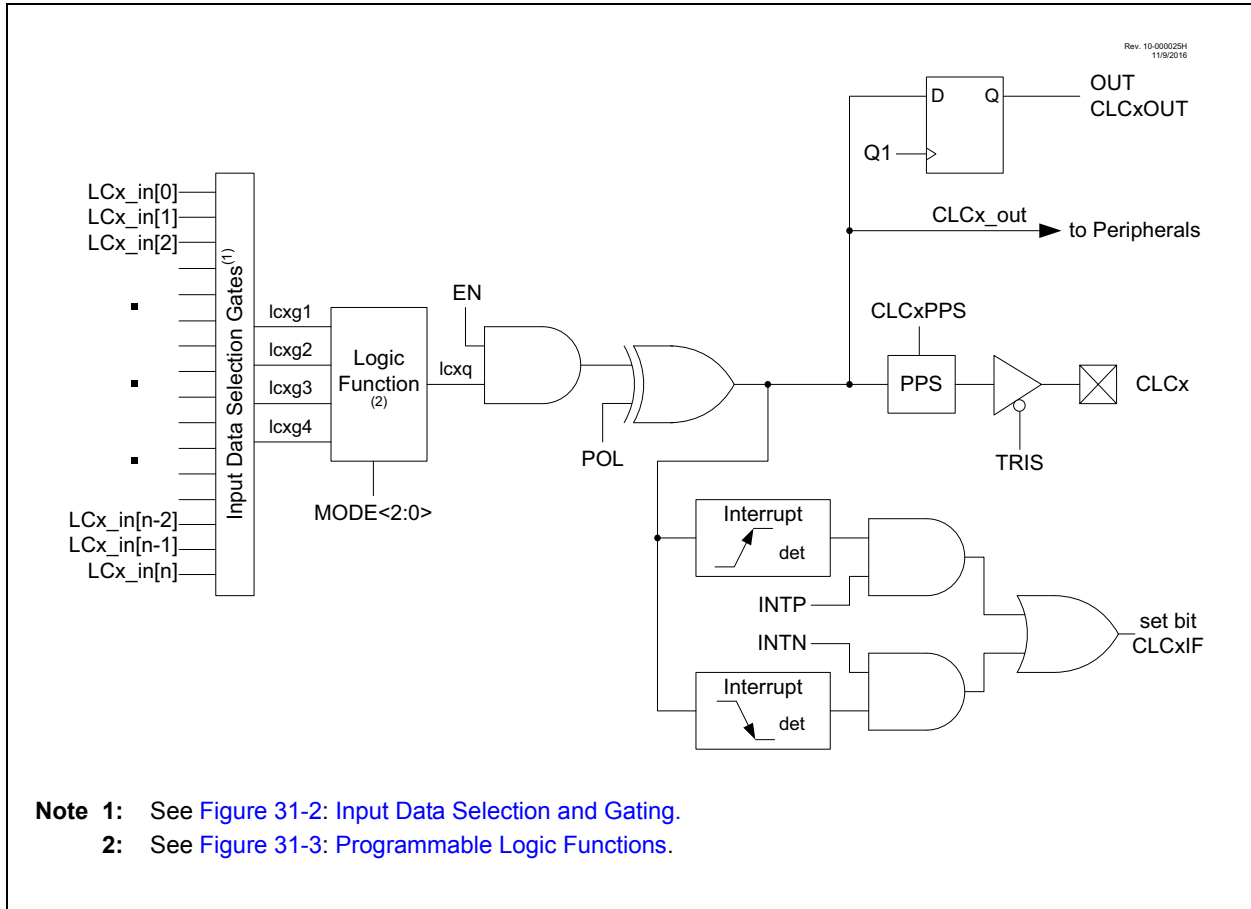 Rev. 10-000025H
11/9/2016
OUT
CLCxOUT
D
Q
Q1
CLCx_out
to Peripherals
LCx_in[0]
LCx_in[1]
LCx_in[2]
Input Data Selection Gates(1)
LCx_in[n-2]
LCx_in[n-1]
LCx_in[n]
lcxg1
lcxg2
lcxg3
lcxg4
Logic
Function
(2)
MODE<2:0>
lcxq
EN
POL
CLCxPPS
PPS
TRIS
CLCx
Interrupt
det
INTP
INTN
Interrupt
det
set bit
CLCxIF
Note 1: See Figure 31-2: Input Data Selection and Gating.
2: See Figure 31-3: Programmable Logic Functions.